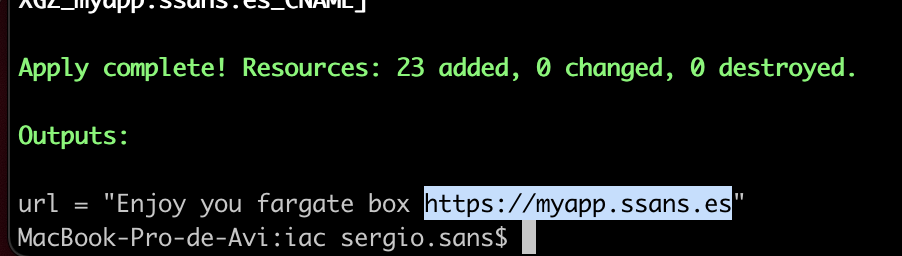 XGZ_myapp.ssans.es_CNAME]
Apply complete! Resources: 23 added, 0 changed, 0 destroyed.
Outputs:
url = "Enjoy you fargate box https://myapp.ssans.es"
MacBook-Pro-de-Avi:iac sergio.sans$